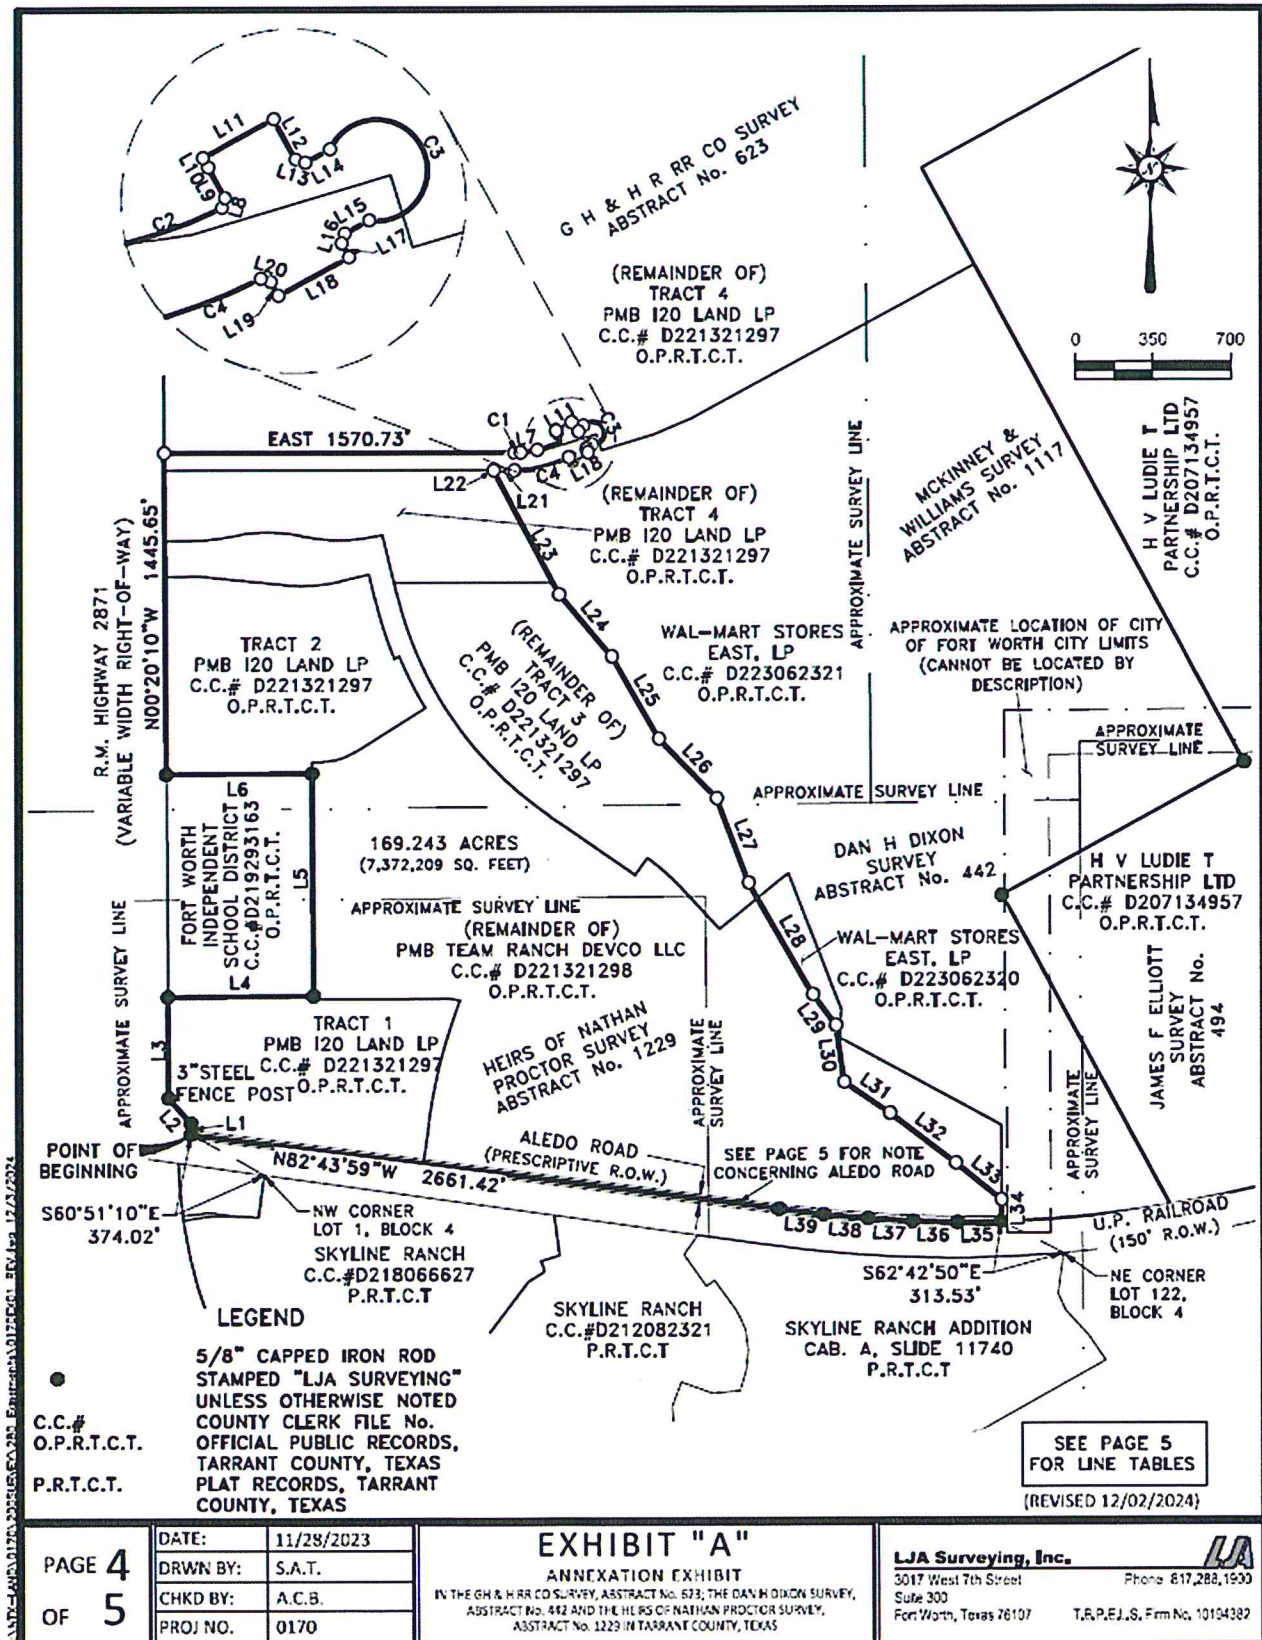 L11
L12
C3
L10
L9
L8
L13
L14
C2
L16
L15
L17
L20
L18
C4
L19
G H & H R RR CO SURVEY
ABSTRACT No. 623
(REMAINDER OF)
TRACT 4
PMB I20 LAND LP
C.C.# D221321297
O.P.R.T.C.T.
0 350 700
H V LUDIE T
PARTNERSHIP LTD
C.C.# D207134957
O.P.R.T.C.T.
EAST 1570.73'
C1
L7
L11
C3
C4
L18
L22
L21
APPROXIMATE SURVEY LINE
MCKINNEY &
WILLIAMS SURVEY
ABSTRACT No. 1117
(REMAINDER OF)
TRACT 4
PMB I20 LAND LP
C.C.# D221321297
O.P.R.T.C.T.
R.M. HIGHWAY 2871
(VARIABLE WIDTH RIGHT-OF-WAY)
N00°20'10"W 1445.65'
L23
L24
L25
L26
L27
TRACT 2
PMB I20 LAND LP
C.C.# D221321297
O.P.R.T.C.T.
(REMAINDER OF)
TRACT 3
PMB I20 LAND LP
C.C.# D221321297
O.P.R.T.C.T.
WAL-MART STORES
EAST, LP
C.C.# D223062321
O.P.R.T.C.T.
APPROXIMATE LOCATION OF CITY
OF FORT WORTH CITY LIMITS
(CANNOT BE LOCATED BY
DESCRIPTION)
APPROXIMATE
SURVEY LINE
L6
APPROXIMATE SURVEY LINE
FORT WORTH
INDEPENDENT
SCHOOL DISTRICT
C.C.#D219293163
O.P.R.T.C.T.
L5
169.243 ACRES
(7,372,209 SQ. FEET)
DAN H DIXON
SURVEY
ABSTRACT No. 442
H V LUDIE T
PARTNERSHIP LTD
C.C.# D207134957
O.P.R.T.C.T.
APPROXIMATE SURVEY LINE
APPROXIMATE SURVEY LINE
(REMAINDER OF)
PMB TEAM RANCH DEVCO LLC
C.C.# D221321298
O.P.R.T.C.T.
L28
WAL-MART STORES
EAST, LP
C.C.# D223062320
O.P.R.T.C.T.
L4
L3
TRACT 1
PMB I20 LAND LP
C.C.# D221321297
O.P.R.T.C.T.
HEIRS OF NATHAN
PROCTOR SURVEY
ABSTRACT No. 1229
APPROXIMATE
SURVEY LINE
L29
L30
L31
L32
L33
L34
JAMES F ELLIOTT
SURVEY
ABSTRACT No.
494
APPROXIMATE
SURVEY LINE
3"STEEL
FENCE POST
L2
L1
POINT OF
BEGINNING
ALEDO ROAD
(PRESCRIPTIVE R.O.W.)
SEE PAGE 5 FOR NOTE
CONCERNING ALEDO ROAD
N82°43'59"W 2661.42'
S60°51'10"E
374.02'
NW CORNER
LOT 1, BLOCK 4
L39
L38
L37
L36
L35
U.P. RAILROAD
(150' R.O.W.)
SKYLINE RANCH
C.C.#D218066627
P.R.T.C.T
S62°42'50"E
313.53'
NE CORNER
LOT 122,
BLOCK 4
SKYLINE RANCH
C.C.#D212082321
P.R.T.C.T
SKYLINE RANCH ADDITION
CAB. A, SLIDE 11740
P.R.T.C.T
LEGEND
5/8" CAPPED IRON ROD
STAMPED "LJA SURVEYING"
UNLESS OTHERWISE NOTED
C.C.# COUNTY CLERK FILE No.
O.P.R.T.C.T. OFFICIAL PUBLIC RECORDS,
TARRANT COUNTY, TEXAS
P.R.T.C.T. PLAT RECORDS, TARRANT
COUNTY, TEXAS
SEE PAGE 5
FOR LINE TABLES
(REVISED 12/02/2024)
PAGE 4
OF 5
DATE: 11/28/2023
DRWN BY: S.A.T.
CHKD BY: A.C.B.
PROJ NO. 0170
EXHIBIT "A"
ANNEXATION EXHIBIT
IN THE GH & H RR CO SURVEY, ABSTRACT No. 623; THE DAN H DIXON SURVEY,
ABSTRACT No. 442 AND THE HEIRS OF NATHAN PROCTOR SURVEY,
ABSTRACT No. 1229 IN TARRANT COUNTY, TEXAS
LJA Surveying, Inc.
LJA
3017 West 7th Street
Suite 300
Fort Worth, Texas 76107
Phone 817.288.1900
T.B.P.E.L.S. Firm No. 10194382